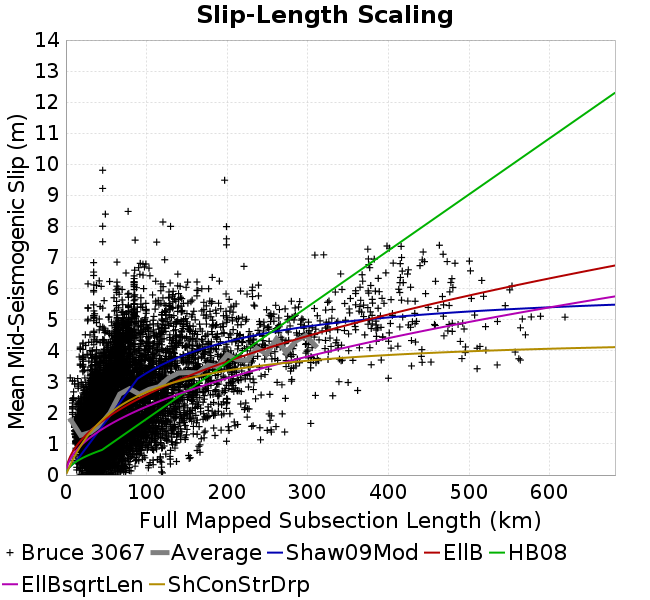 Slip-Length Scaling
Mean Mid-Seismogenic Slip (m)
14
13
12
11
10
9
8
7
6
5
4
3
2
1
0
0 100 200 300 400 500 600
Full Mapped Subsection Length (km)
Bruce 3067 Average Shaw09Mod EllB HB08
EllBsqrtLen ShConStrDrp